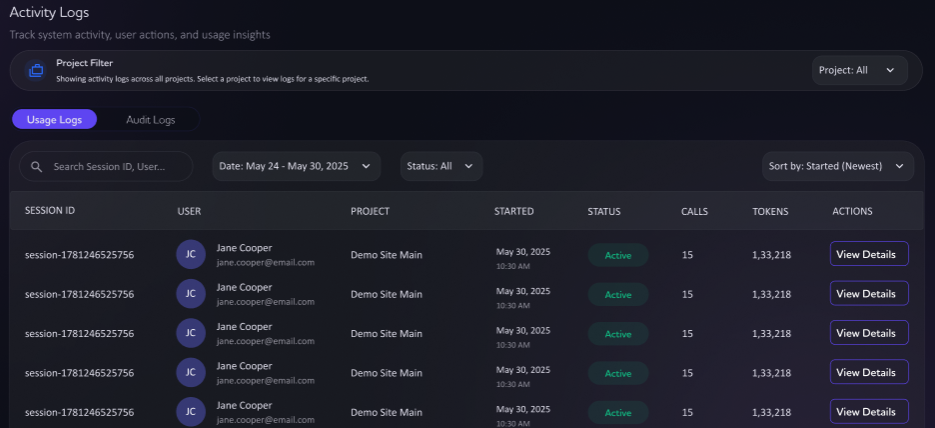 Activity Logs
Track system activity, user actions, and usage insights
Project Filter
Showing activity logs across all projects. Select a project to view logs for a specific project.
Project: All
Usage Logs Audit Logs
Search Session ID, User... Date: May 24 - May 30, 2025 Status: All Sort by: Started (Newest)
SESSION ID USER PROJECT STARTED STATUS CALLS TOKENS ACTIONS
session-1781246525756 JC Jane Cooper Demo Site Main May 30, 2025 Active 15 1,33,218 View Details
jane.cooper@email.com 10:30 AM
session-1781246525756 JC Jane Cooper Demo Site Main May 30, 2025 Active 15 1,33,218 View Details
jane.cooper@email.com 10:30 AM
session-1781246525756 JC Jane Cooper Demo Site Main May 30, 2025 Active 15 1,33,218 View Details
jane.cooper@email.com 10:30 AM
session-1781246525756 JC Jane Cooper Demo Site Main May 30, 2025 Active 15 1,33,218 View Details
jane.cooper@email.com 10:30 AM
session-1781246525756 JC Jane Cooper Demo Site Main May 30, 2025 Active 15 1,33,218 View Details
jane.cooper@email.com 10:30 AM